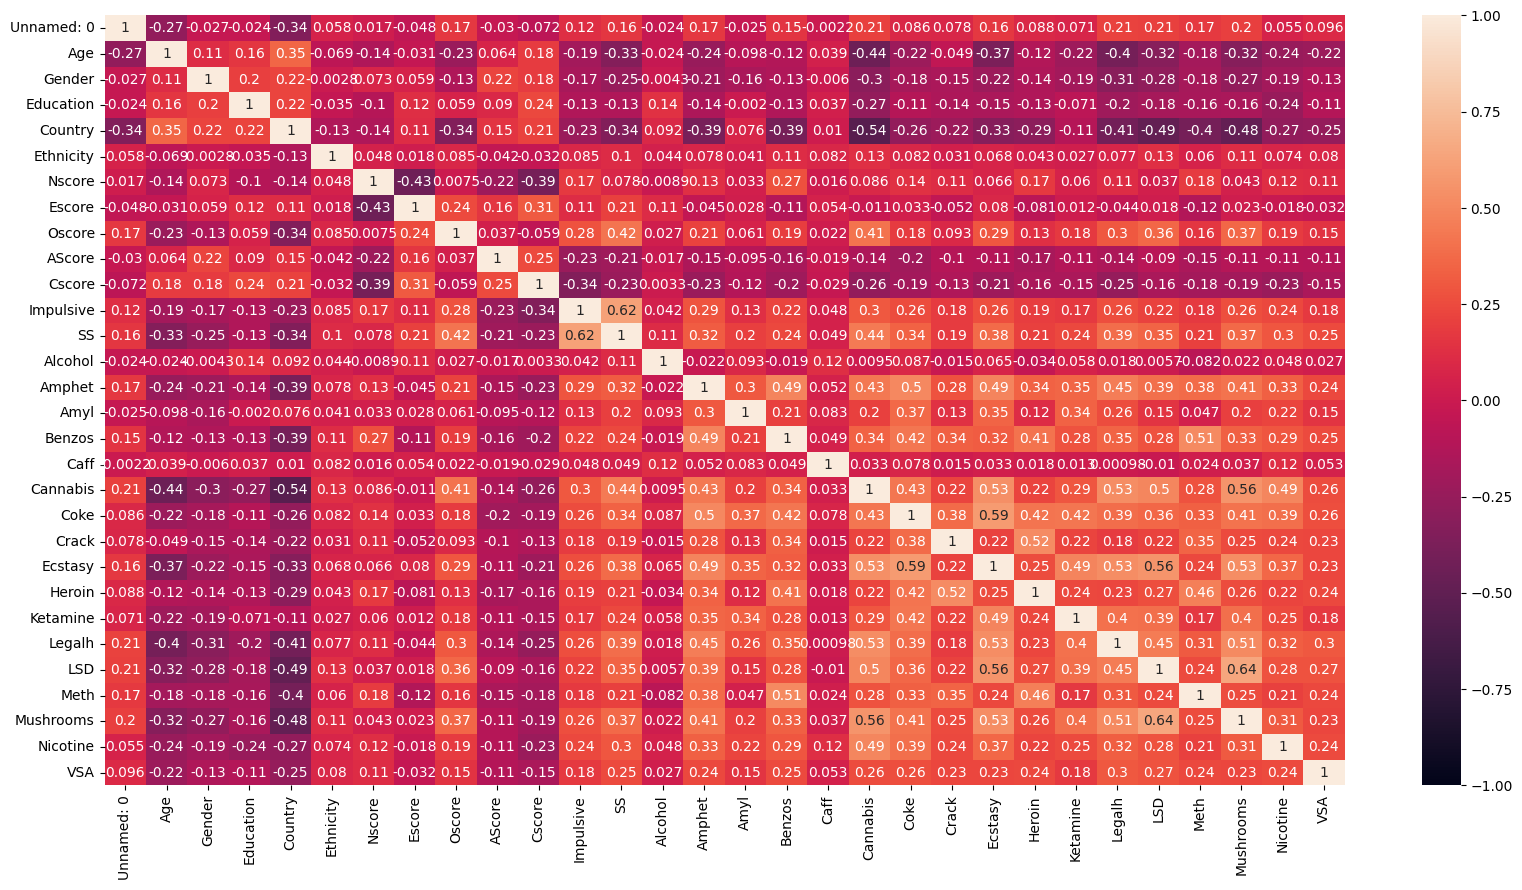 Unnamed: 0 1 -0.27 -0.027 -0.024 -0.34 0.058 0.017 -0.048 0.17 -0.03 -0.072 0.12 0.16 -0.024 0.17 -0.025 0.15 -0.0022 0.21 0.086 0.078 0.16 0.088 0.071 0.21 0.21 0.17 0.2 0.055 0.096
Age -0.27 1 0.11 0.16 0.35 -0.069 -0.14 -0.031 -0.23 0.064 0.18 -0.19 -0.33 -0.024 -0.24 -0.098 -0.12 0.039 -0.44 -0.22 -0.049 -0.37 -0.12 -0.22 -0.4 -0.32 -0.18 -0.32 -0.24 -0.22
Gender -0.027 0.11 1 0.2 0.22 -0.0028 0.073 0.059 -0.13 0.22 0.18 -0.17 -0.25 -0.0043 -0.21 -0.16 -0.13 -0.006 -0.3 -0.18 -0.15 -0.22 -0.14 -0.19 -0.31 -0.28 -0.18 -0.27 -0.19 -0.13
Education -0.024 0.16 0.2 1 0.22 -0.035 -0.1 0.12 0.059 0.09 0.24 -0.13 -0.13 0.14 -0.14 -0.002 -0.13 0.037 -0.27 -0.11 -0.14 -0.15 -0.13 -0.071 -0.2 -0.18 -0.16 -0.16 -0.24 -0.11
Country -0.34 0.35 0.22 0.22 1 -0.13 -0.14 0.11 -0.34 0.15 0.21 -0.23 -0.34 0.092 -0.39 0.076 -0.39 0.01 -0.54 -0.26 -0.22 -0.33 -0.29 -0.11 -0.41 -0.49 -0.4 -0.48 -0.27 -0.25
Ethnicity 0.058 -0.069 -0.0028 -0.035 -0.13 1 0.048 0.018 0.085 -0.042 -0.032 0.085 0.1 0.044 0.078 0.041 0.11 0.082 0.13 0.082 0.031 0.068 0.043 0.027 0.077 0.13 0.06 0.11 0.074 0.08
Nscore 0.017 -0.14 0.073 -0.1 -0.14 0.048 1 -0.43 0.0075 -0.22 -0.39 0.17 0.078 -0.0089 0.13 0.033 0.27 0.016 0.086 0.14 0.11 0.066 0.17 0.06 0.11 0.037 0.18 0.043 0.12 0.11
Escore -0.048 -0.031 0.059 0.12 0.11 0.018 -0.43 1 0.24 0.16 0.31 0.11 0.21 0.11 -0.045 0.028 -0.11 0.054 -0.011 0.033 -0.052 0.08 -0.081 0.012 -0.044 0.018 -0.12 0.023 -0.018 -0.032
Oscore 0.17 -0.23 -0.13 0.059 -0.34 0.085 0.0075 0.24 1 0.037 -0.059 0.28 0.42 0.027 0.21 0.061 0.19 0.022 0.41 0.18 0.093 0.29 0.13 0.18 0.3 0.36 0.16 0.37 0.19 0.15
AScore -0.03 0.064 0.22 0.09 0.15 -0.042 -0.22 0.16 0.037 1 0.25 -0.23 -0.21 -0.017 -0.15 -0.095 -0.16 -0.019 -0.14 -0.2 -0.1 -0.11 -0.17 -0.11 -0.14 -0.09 -0.15 -0.11 -0.11 -0.11
Cscore -0.072 0.18 0.18 0.24 0.21 -0.032 -0.39 0.31 -0.059 0.25 1 -0.34 -0.23 0.0033 -0.23 -0.12 -0.2 -0.029 -0.26 -0.19 -0.13 -0.21 -0.16 -0.15 -0.25 -0.16 -0.18 -0.19 -0.23 -0.15
Impulsive 0.12 -0.19 -0.17 -0.13 -0.23 0.085 0.17 0.11 0.28 -0.23 -0.34 1 0.62 0.042 0.29 0.13 0.22 0.048 0.3 0.26 0.18 0.26 0.19 0.17 0.26 0.22 0.18 0.26 0.24 0.18
SS 0.16 -0.33 -0.25 -0.13 -0.34 0.1 0.078 0.21 0.42 -0.21 -0.23 0.62 1 0.11 0.32 0.2 0.24 0.049 0.44 0.34 0.19 0.38 0.21 0.24 0.39 0.35 0.21 0.37 0.3 0.25
Alcohol -0.024 -0.024 -0.0043 0.14 0.092 0.044 -0.0089 0.11 0.027 -0.017 0.0033 0.042 0.11 1 -0.022 0.093 -0.019 0.12 0.0095 0.087 -0.015 0.065 -0.034 0.058 0.018 0.0057 -0.082 0.022 0.048 0.027
Amphet 0.17 -0.24 -0.21 -0.14 -0.39 0.078 0.13 -0.045 0.21 -0.15 -0.23 0.29 0.32 -0.022 1 0.3 0.49 0.052 0.43 0.5 0.28 0.49 0.34 0.35 0.45 0.39 0.38 0.41 0.33 0.24
Amyl -0.025 -0.098 -0.16 -0.002 0.076 0.041 0.033 0.028 0.061 -0.095 -0.12 0.13 0.2 0.093 0.3 1 0.21 0.083 0.2 0.37 0.13 0.35 0.12 0.34 0.26 0.15 0.047 0.2 0.22 0.15
Benzos 0.15 -0.12 -0.13 -0.13 -0.39 0.11 0.27 -0.11 0.19 -0.16 -0.2 0.22 0.24 -0.019 0.49 0.21 1 0.049 0.34 0.42 0.34 0.32 0.41 0.28 0.35 0.28 0.51 0.33 0.29 0.25
Caff -0.0022 0.039 -0.006 0.037 0.01 0.082 0.016 0.054 0.022 -0.019 -0.029 0.048 0.049 0.12 0.052 0.083 0.049 1 0.033 0.078 0.015 0.033 0.018 0.013 0.00098 -0.01 0.024 0.037 0.12 0.053
Cannabis 0.21 -0.44 -0.3 -0.27 -0.54 0.13 0.086 -0.011 0.41 -0.14 -0.26 0.3 0.44 0.0095 0.43 0.2 0.34 0.033 1 0.43 0.22 0.53 0.22 0.29 0.53 0.5 0.28 0.56 0.49 0.26
Coke 0.086 -0.22 -0.18 -0.11 -0.26 0.082 0.14 0.033 0.18 -0.2 -0.19 0.26 0.34 0.087 0.5 0.37 0.42 0.078 0.43 1 0.38 0.59 0.42 0.42 0.39 0.36 0.33 0.41 0.39 0.26
Crack 0.078 -0.049 -0.15 -0.14 -0.22 0.031 0.11 -0.052 0.093 -0.1 -0.13 0.18 0.19 -0.015 0.28 0.13 0.34 0.015 0.22 0.38 1 0.22 0.52 0.22 0.18 0.22 0.35 0.25 0.24 0.23
Ecstasy 0.16 -0.37 -0.22 -0.15 -0.33 0.068 0.066 0.08 0.29 -0.11 -0.21 0.26 0.38 0.065 0.49 0.35 0.32 0.033 0.53 0.59 0.22 1 0.25 0.49 0.53 0.56 0.24 0.53 0.37 0.23
Heroin 0.088 -0.12 -0.14 -0.13 -0.29 0.043 0.17 -0.081 0.13 -0.17 -0.16 0.19 0.21 -0.034 0.34 0.12 0.41 0.018 0.22 0.42 0.52 0.25 1 0.24 0.23 0.27 0.46 0.26 0.22 0.24
Ketamine 0.071 -0.22 -0.19 -0.071 -0.11 0.027 0.06 0.012 0.18 -0.11 -0.15 0.17 0.24 0.058 0.35 0.34 0.28 0.013 0.29 0.42 0.22 0.49 0.24 1 0.4 0.39 0.17 0.4 0.25 0.18
Legalh 0.21 -0.4 -0.31 -0.2 -0.41 0.077 0.11 -0.044 0.3 -0.14 -0.25 0.26 0.39 0.018 0.45 0.26 0.35 0.00098 0.53 0.39 0.18 0.53 0.23 0.4 1 0.45 0.31 0.51 0.32 0.3
LSD 0.21 -0.32 -0.28 -0.18 -0.49 0.13 0.037 0.018 0.36 -0.09 -0.16 0.22 0.35 0.0057 0.39 0.15 0.28 -0.01 0.5 0.36 0.22 0.56 0.27 0.39 0.45 1 0.24 0.64 0.28 0.27
Meth 0.17 -0.18 -0.18 -0.16 -0.4 0.06 0.18 -0.12 0.16 -0.15 -0.18 0.18 0.21 -0.082 0.38 0.047 0.51 0.024 0.28 0.33 0.35 0.24 0.46 0.17 0.31 0.24 1 0.25 0.21 0.24
Mushrooms 0.2 -0.32 -0.27 -0.16 -0.48 0.11 0.043 0.023 0.37 -0.11 -0.19 0.26 0.37 0.022 0.41 0.2 0.33 0.037 0.56 0.41 0.25 0.53 0.26 0.4 0.51 0.64 0.25 1 0.31 0.23
Nicotine 0.055 -0.24 -0.19 -0.24 -0.27 0.074 0.12 -0.018 0.19 -0.11 -0.23 0.24 0.3 0.048 0.33 0.22 0.29 0.12 0.49 0.39 0.24 0.37 0.22 0.25 0.32 0.28 0.21 0.31 1 0.24
VSA 0.096 -0.22 -0.13 -0.11 -0.25 0.08 0.11 -0.032 0.15 -0.11 -0.15 0.18 0.25 0.027 0.24 0.15 0.25 0.053 0.26 0.26 0.23 0.23 0.24 0.18 0.3 0.27 0.24 0.23 0.24 1
Unnamed: 0 Age Gender Education Country Ethnicity Nscore Escore Oscore AScore Cscore Impulsive SS Alcohol Amphet Amyl Benzos Caff Cannabis Coke Crack Ecstasy Heroin Ketamine Legalh LSD Meth Mushrooms Nicotine VSA
1.00
0.75
0.50
0.25
0.00
−0.25
−0.50
−0.75
−1.00